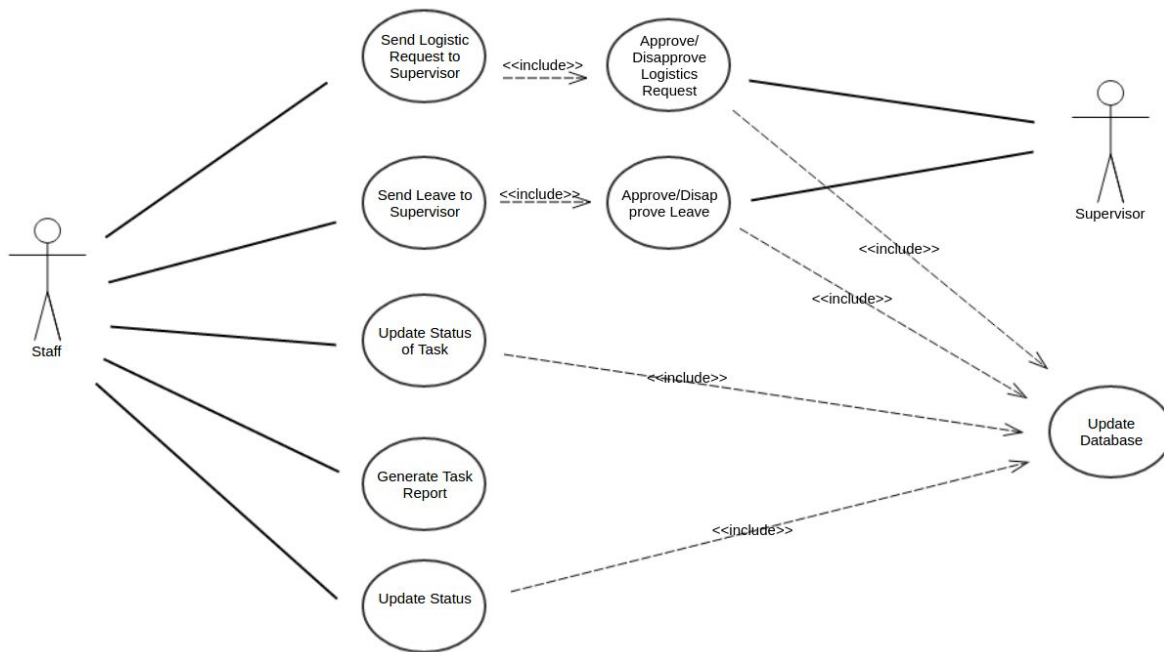 Send Logistic
Request to
Supervisor
<<include>>
Approve/
Disapprove
Logistics
Request
Send Leave to
Supervisor
<<include>>
Approve/Disap
prove Leave
Supervisor
<<include>>
<<include>>
Staff
Update Status
of Task
<<include>>
Update
Database
Generate Task
Report
<<include>>
Update Status